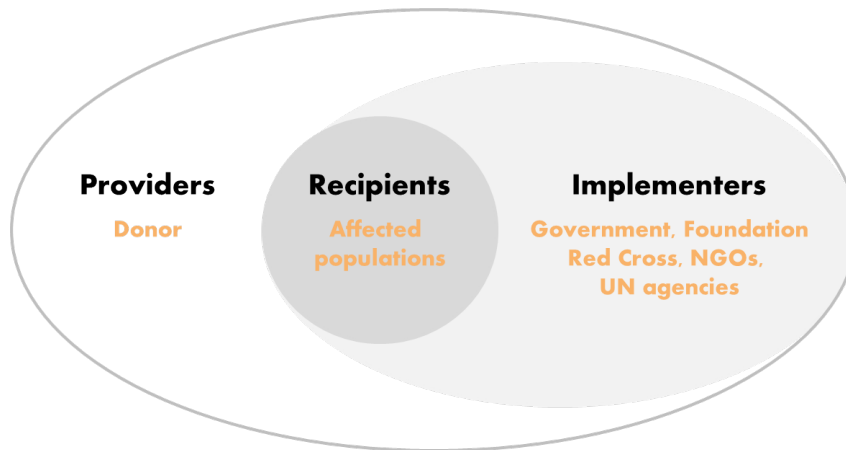 Providers
Donor
Recipients
Affected
populations
Implementers
Government, Foundation
Red Cross, NGOs,
UN agencies